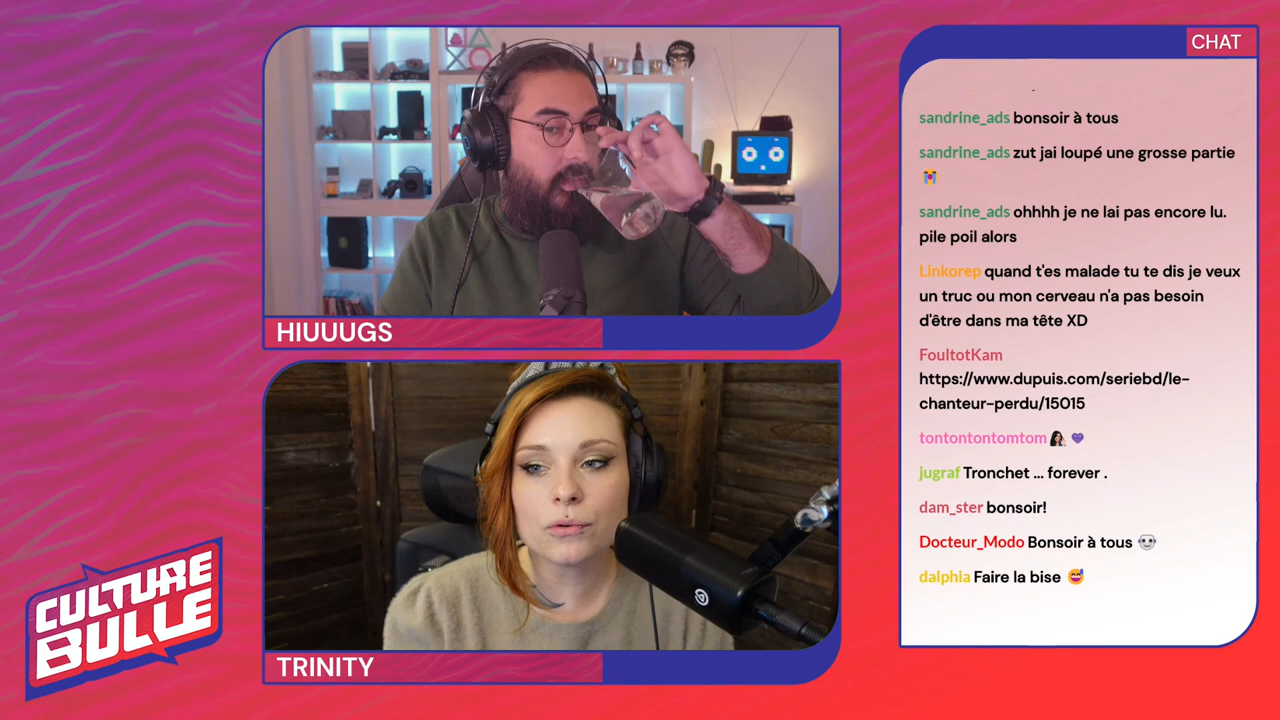 CHAT
sandrine_ads bonsoir à tous
sandrine_ads zut jai loupé une grosse partie
😭
sandrine_ads ohhhh je ne lai pas encore lu.
pile poil alors
Linkorep quand t'es malade tu te dis je veux
un truc ou mon cerveau n'a pas besoin
d'être dans ma tête XD
FoultotKam
https://www.dupuis.com/seriebd/le-
chanteur-perdu/15015
tontontontomtom 💜
jugraf Tronchet ... forever .
dam_ster bonsoir!
Docteur_Modo Bonsoir à tous
dalphia Faire la bise 😅
HIUUUGS
TRINITY
CULTURE
BULLE